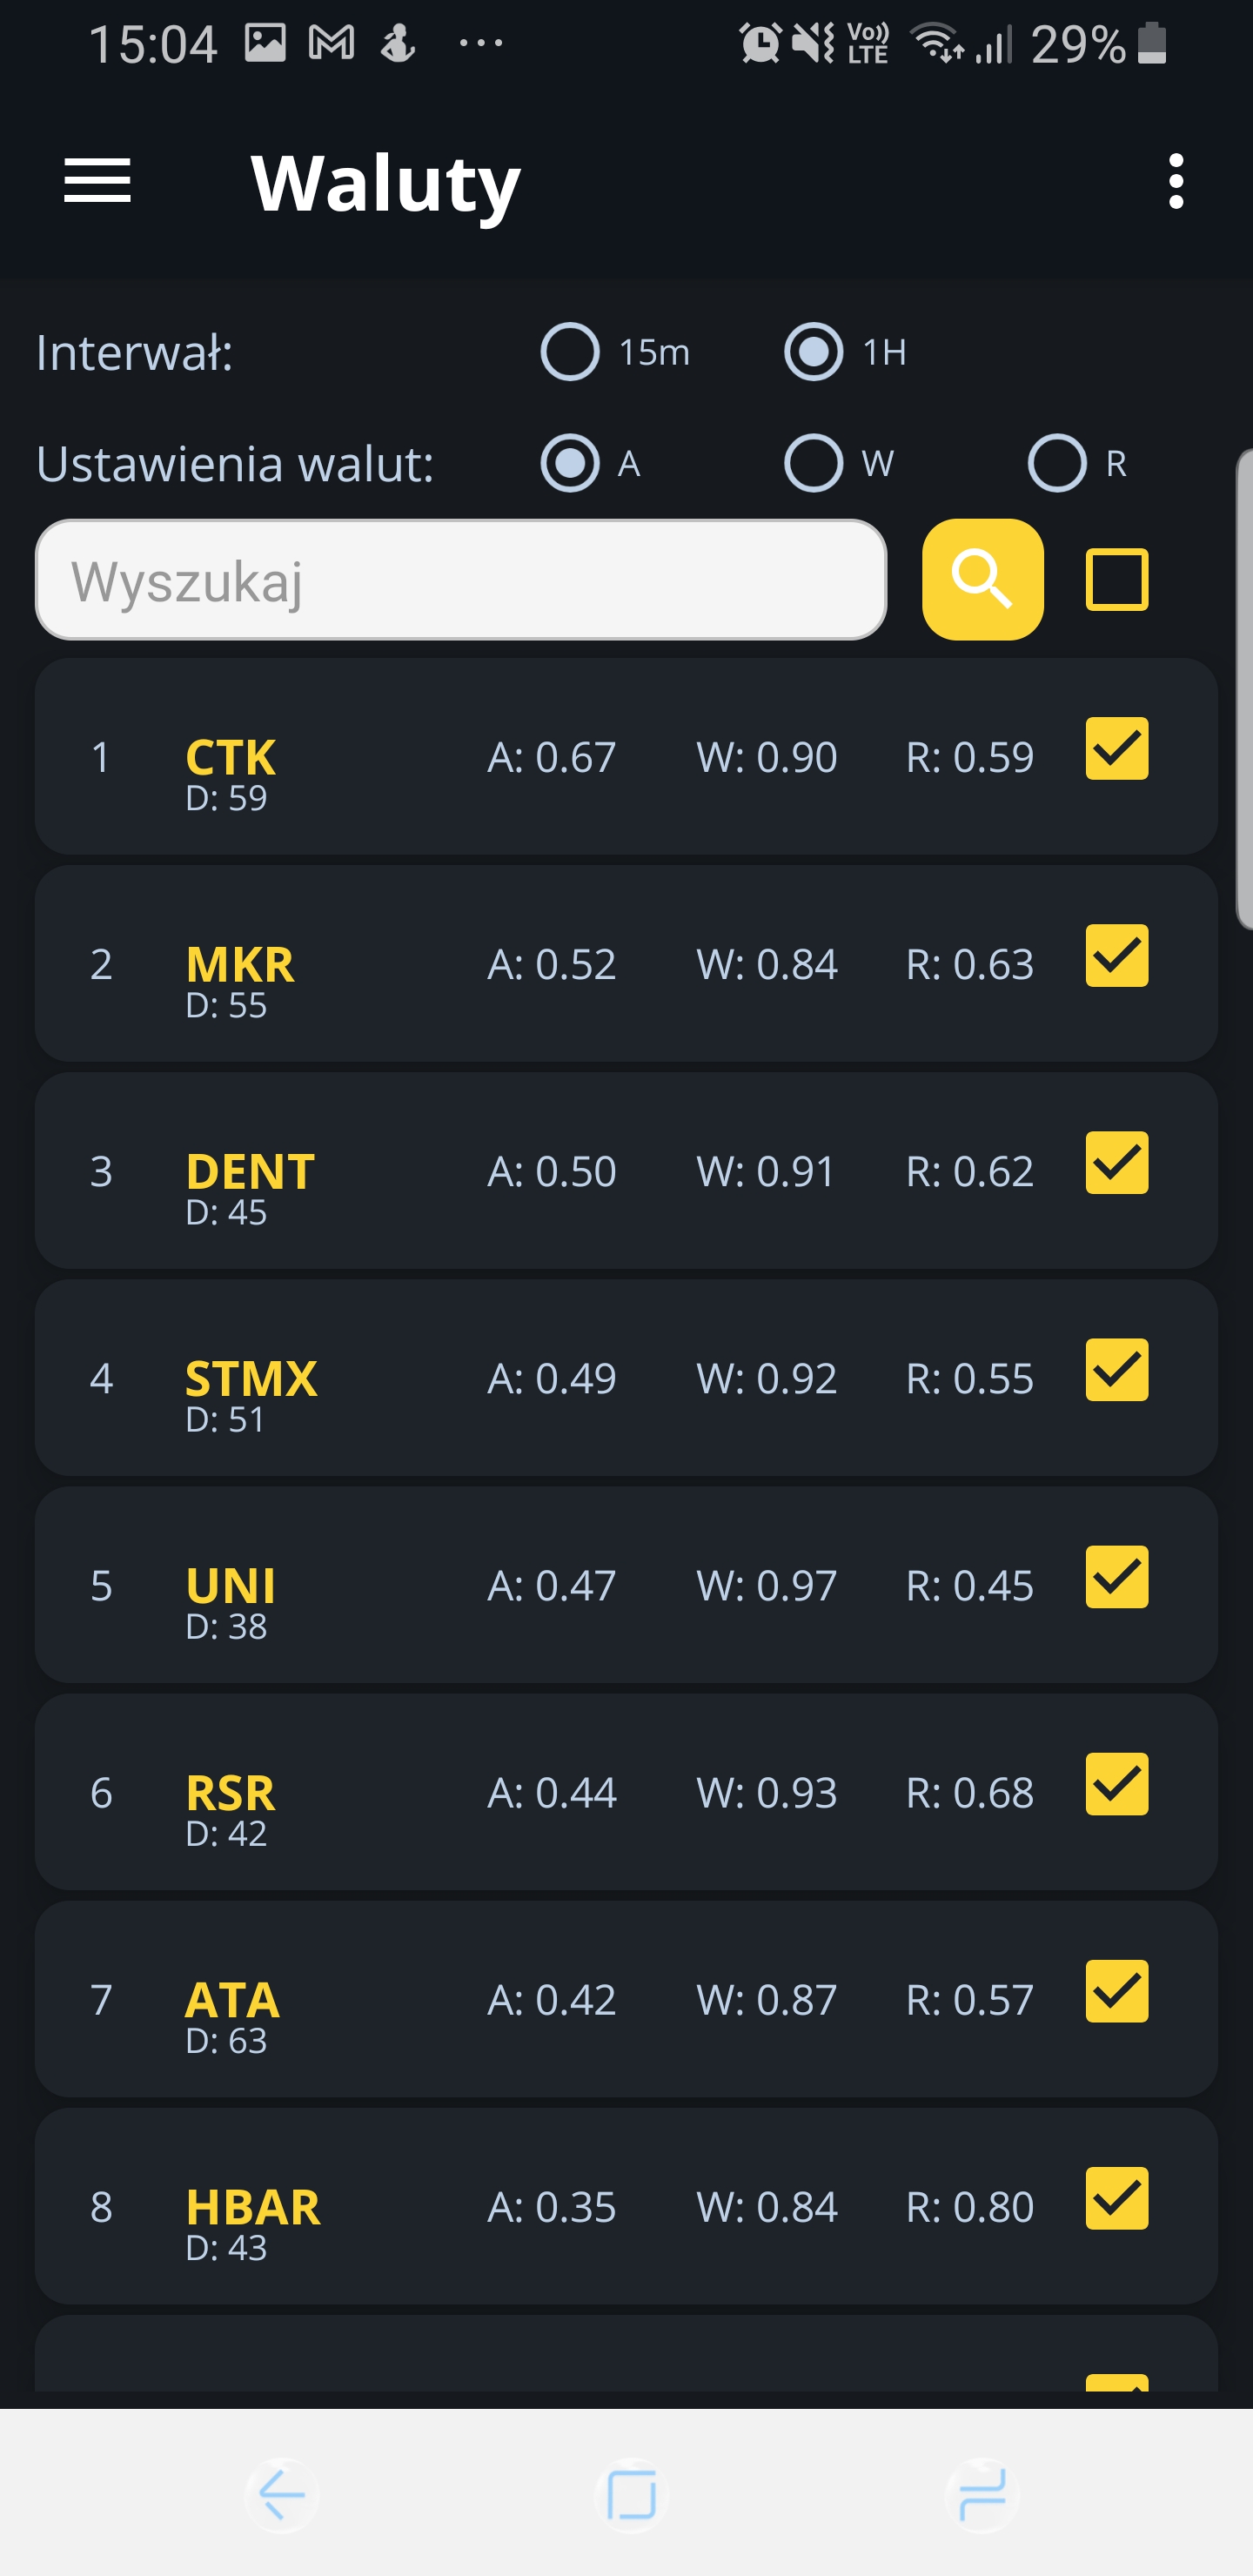 15:04 Vo)) LTE 29%
Waluty
Interwał: 15m 1H
Ustawienia walut: A W R
Wyszukaj
1 CTK A: 0.67 W: 0.90 R: 0.59
D: 59
2 MKR A: 0.52 W: 0.84 R: 0.63
D: 55
3 DENT A: 0.50 W: 0.91 R: 0.62
D: 45
4 STMX A: 0.49 W: 0.92 R: 0.55
D: 51
5 UNI A: 0.47 W: 0.97 R: 0.45
D: 38
6 RSR A: 0.44 W: 0.93 R: 0.68
D: 42
7 ATA A: 0.42 W: 0.87 R: 0.57
D: 63
8 HBAR A: 0.35 W: 0.84 R: 0.80
D: 43